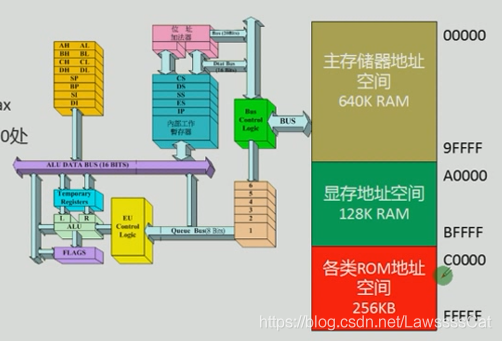 AH AL
BH BL
CH CL
DH DL
SP
BP
SI
DI
ax
0处
地址
加法器
CS
DS
SS
ES
IP
内部工作
暂存器
Bus
Control
Logic
BUS
ALU DATA BUS (16 BITS)
Temporary
Registers
L R
ALU
FLAGS
EU
Control
Logic
Queue Bus(8 Bits)
6
5
4
3
2
1
主存储器地址
空间
640K RAM
显存地址空间
128K RAM
各类ROM地址
空间
256KB
00000
9FFFF
A0000
BFFFF
C0000
FFFFF
https://blog.csdn.net/LawssssCat